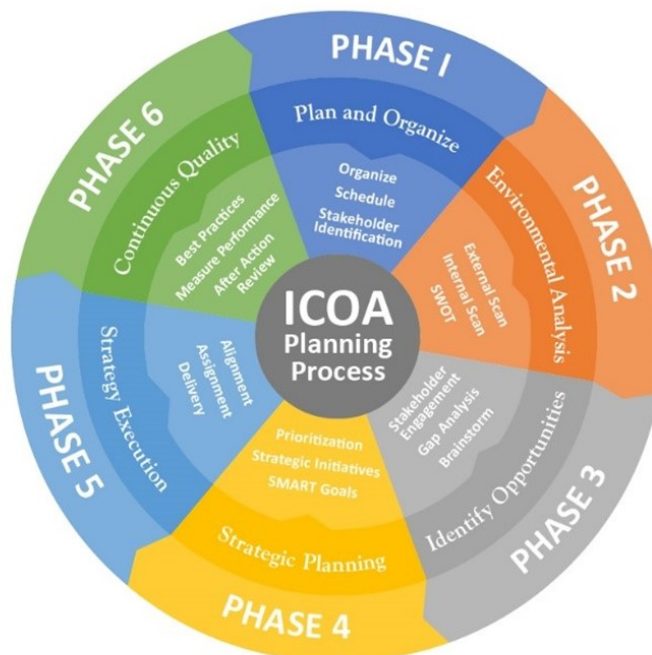 PHASE I
Plan and Organize
Organize
Schedule
Stakeholder
Identification
PHASE 2
Environmental Analysis
External Scan
Internal Scan
SWOT
PHASE 3
Identify Opportunities
Stakeholder
Engagement
Gap Analysis
Brainstorm
PHASE 4
Strategic Planning
Prioritization
Strategic Initiatives
SMART Goals
PHASE 5
Strategy Execution
Alignment
Assignment
Delivery
PHASE 6
Continuous Quality
Best Practices
Measure Performance
After Action
Review
ICOA
Planning
Process